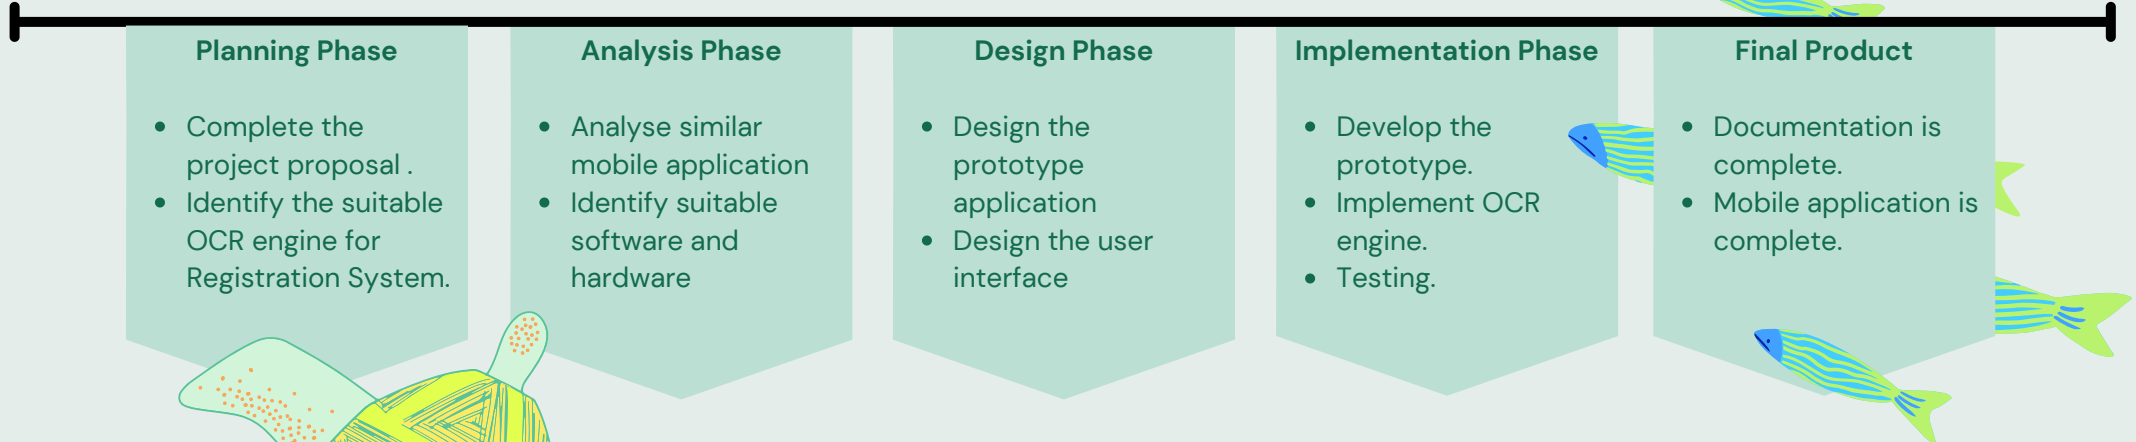 Planning Phase
• Complete the
project proposal .
• Identify the suitable
OCR engine for
Registration System.
Analysis Phase
• Analyse similar
mobile application
• Identify suitable
software and
hardware
Design Phase
• Design the
prototype
application
• Design the user
interface
Implementation Phase
• Develop the
prototype.
• Implement OCR
engine.
• Testing.
Final Product
• Documentation is
complete.
• Mobile application is
complete.